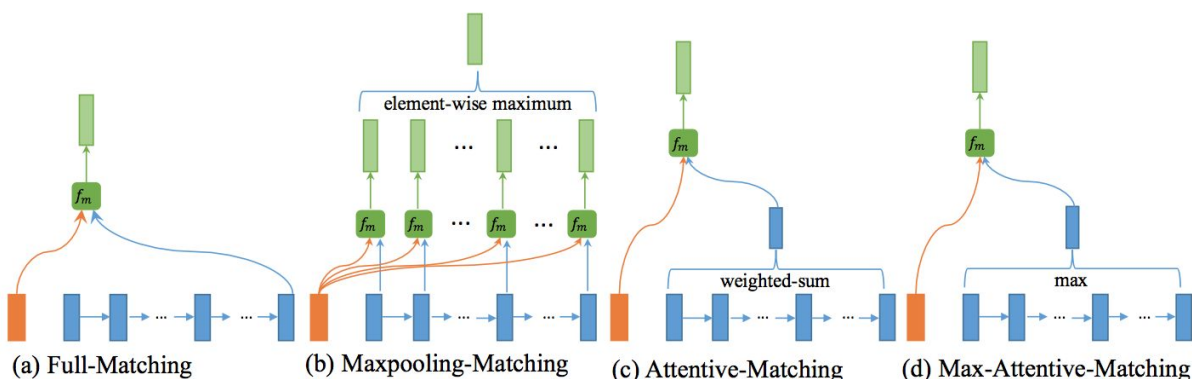 element-wise maximum
... ...
f_m f_m f_m
f_m f_m ... f_m ... f_m
weighted-sum
max
... ... ... ... ... ... ... ...
(a) Full-Matching
(b) Maxpooling-Matching
(c) Attentive-Matching
(d) Max-Attentive-Matching